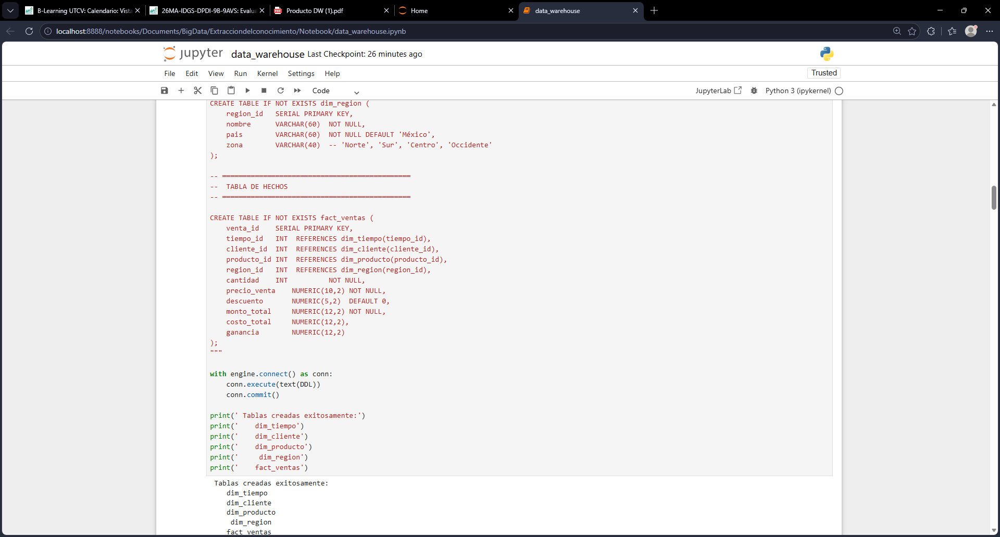 B-Learning UTCV: Calendario: Vist
26MA-IDGS-DPDI-9B-9AVS: Evalua
Producto DW (1).pdf
Home
data_warehouse
localhost:8888/notebooks/Documents/BigData/Extracciondelconocimiento/Notebook/data_warehouse.ipynb
jupyter data_warehouse Last Checkpoint: 26 minutes ago
File Edit View Run Kernel Settings Help
Trusted
Code
JupyterLab
Python 3 (ipykernel)
CREATE TABLE IF NOT EXISTS dim_region (
    region_id   SERIAL PRIMARY KEY,
    nombre      VARCHAR(60)  NOT NULL,
    pais        VARCHAR(60)  NOT NULL DEFAULT 'México',
    zona        VARCHAR(40)  -- 'Norte', 'Sur', 'Centro', 'Occidente'
);
-- ══════════════════════════════════════════════
--  TABLA DE HECHOS
-- ══════════════════════════════════════════════
CREATE TABLE IF NOT EXISTS fact_ventas (
    venta_id    SERIAL PRIMARY KEY,
    tiempo_id   INT  REFERENCES dim_tiempo(tiempo_id),
    cliente_id  INT  REFERENCES dim_cliente(cliente_id),
    producto_id INT  REFERENCES dim_producto(producto_id),
    region_id   INT  REFERENCES dim_region(region_id),
    cantidad    INT          NOT NULL,
    precio_venta    NUMERIC(10,2) NOT NULL,
    descuento       NUMERIC(5,2)  DEFAULT 0,
    monto_total     NUMERIC(12,2) NOT NULL,
    costo_total     NUMERIC(12,2),
    ganancia        NUMERIC(12,2)
);
"""
with engine.connect() as conn:
    conn.execute(text(DDL))
    conn.commit()
print(' Tablas creadas exitosamente:')
print('    dim_tiempo')
print('    dim_cliente')
print('    dim_producto')
print('     dim_region')
print('    fact_ventas')
 Tablas creadas exitosamente:
    dim_tiempo
    dim_cliente
    dim_producto
     dim_region
    fact_ventas